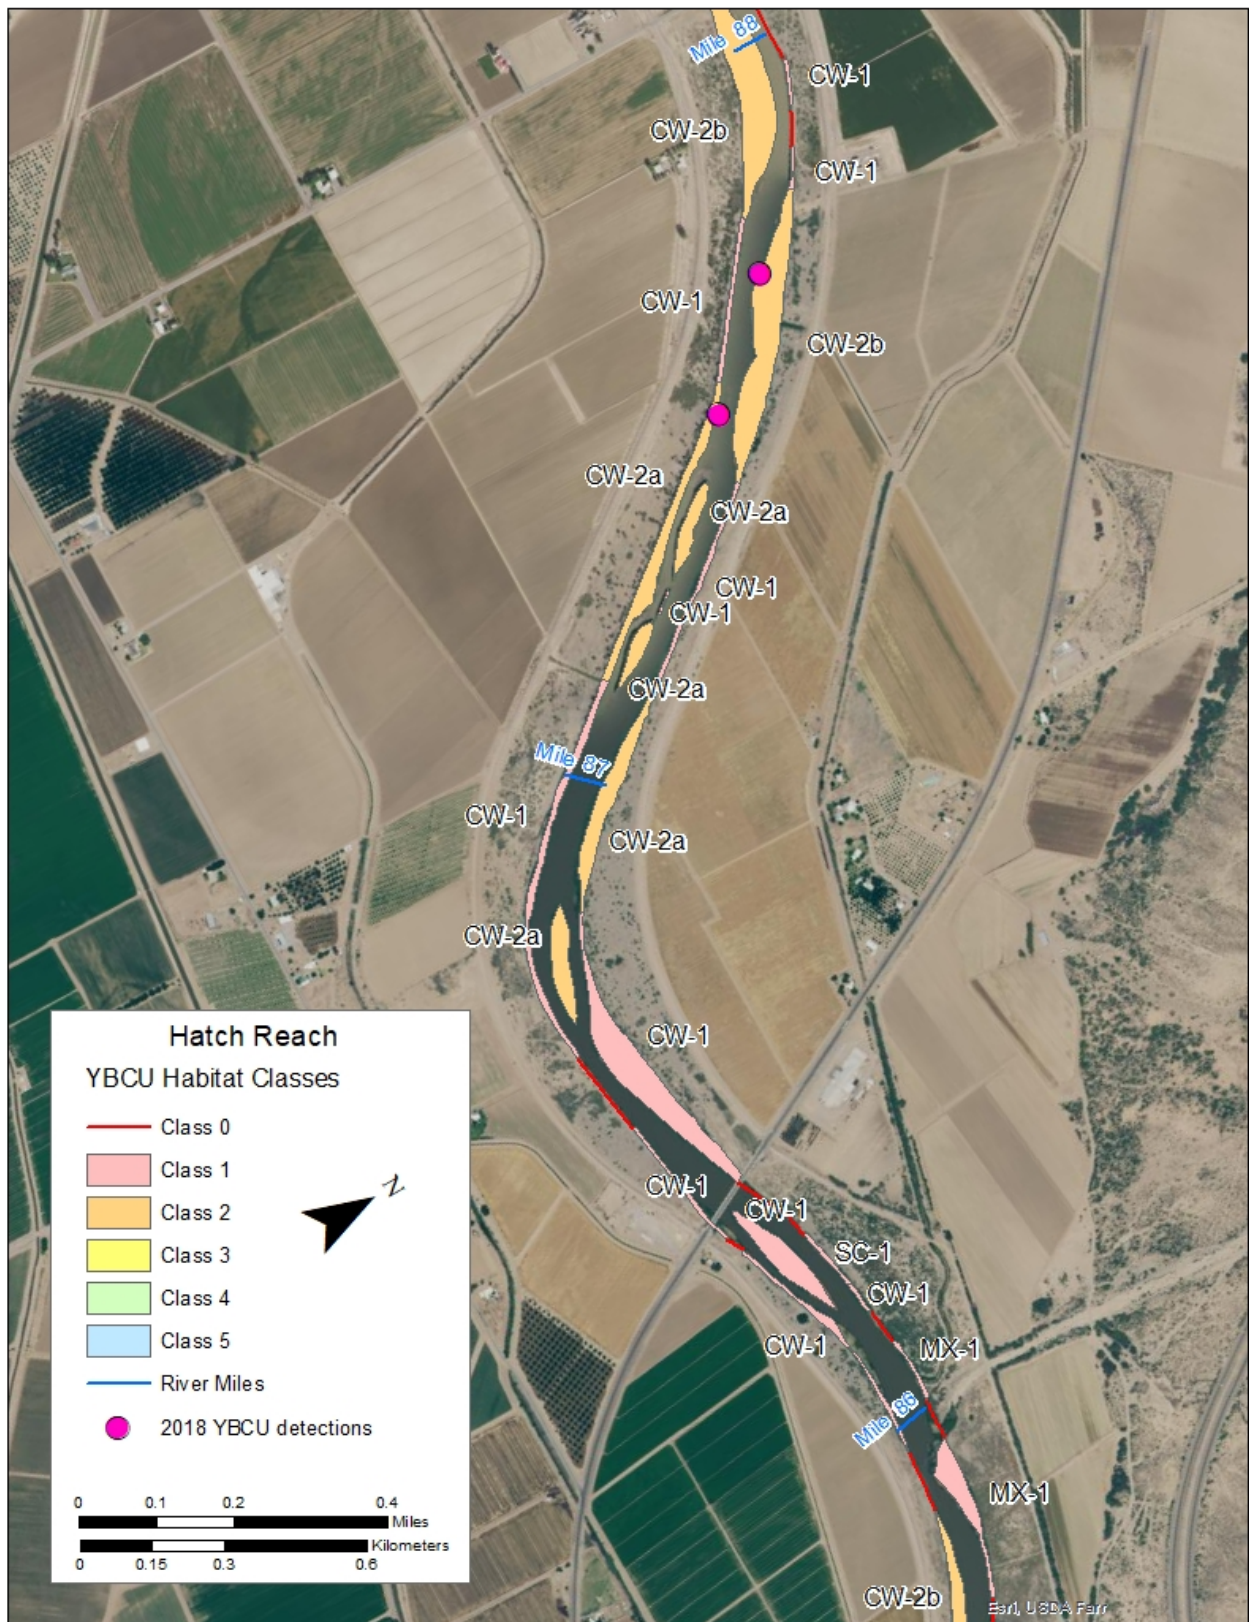 Mile 88
CW-1
CW-2b
CW-1
CW-1
CW-2b
CW-2a
CW-2a
CW-1
CW-1
CW-2a
Mile 87
CW-1
CW-2a
CW-2a
CW-1
CW-1
CW-1
SC-1
CW-1
CW-1
MX-1
Mile 86
MX-1
CW-2b
Hatch Reach
YBCU Habitat Classes
Class 0
Class 1
Class 2
Class 3
Class 4
Class 5
River Miles
2018 YBCU detections
N
0 0.1 0.2 0.4
Miles
Kilometers
0 0.15 0.3 0.6
Esri, USDA Farr